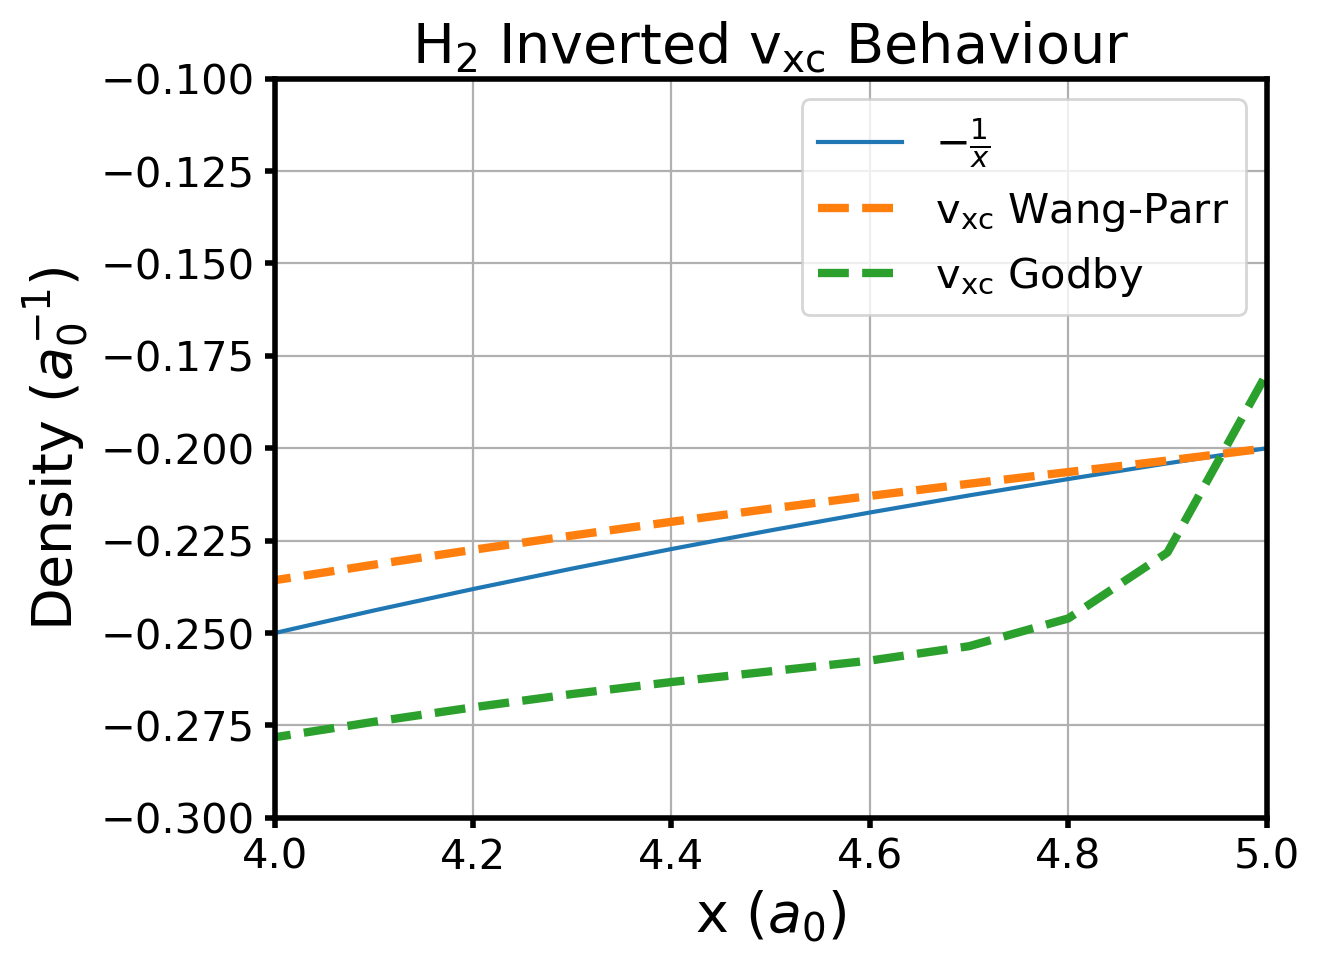 H₂ Inverted vₓ꜀ Behaviour
Density (a₀⁻¹)
−0.100
−0.125
−0.150
−0.175
−0.200
−0.225
−0.250
−0.275
−0.300
−1/x
vxc Wang-Parr
vxc Godby
4.0 4.2 4.4 4.6 4.8 5.0
x (a₀)